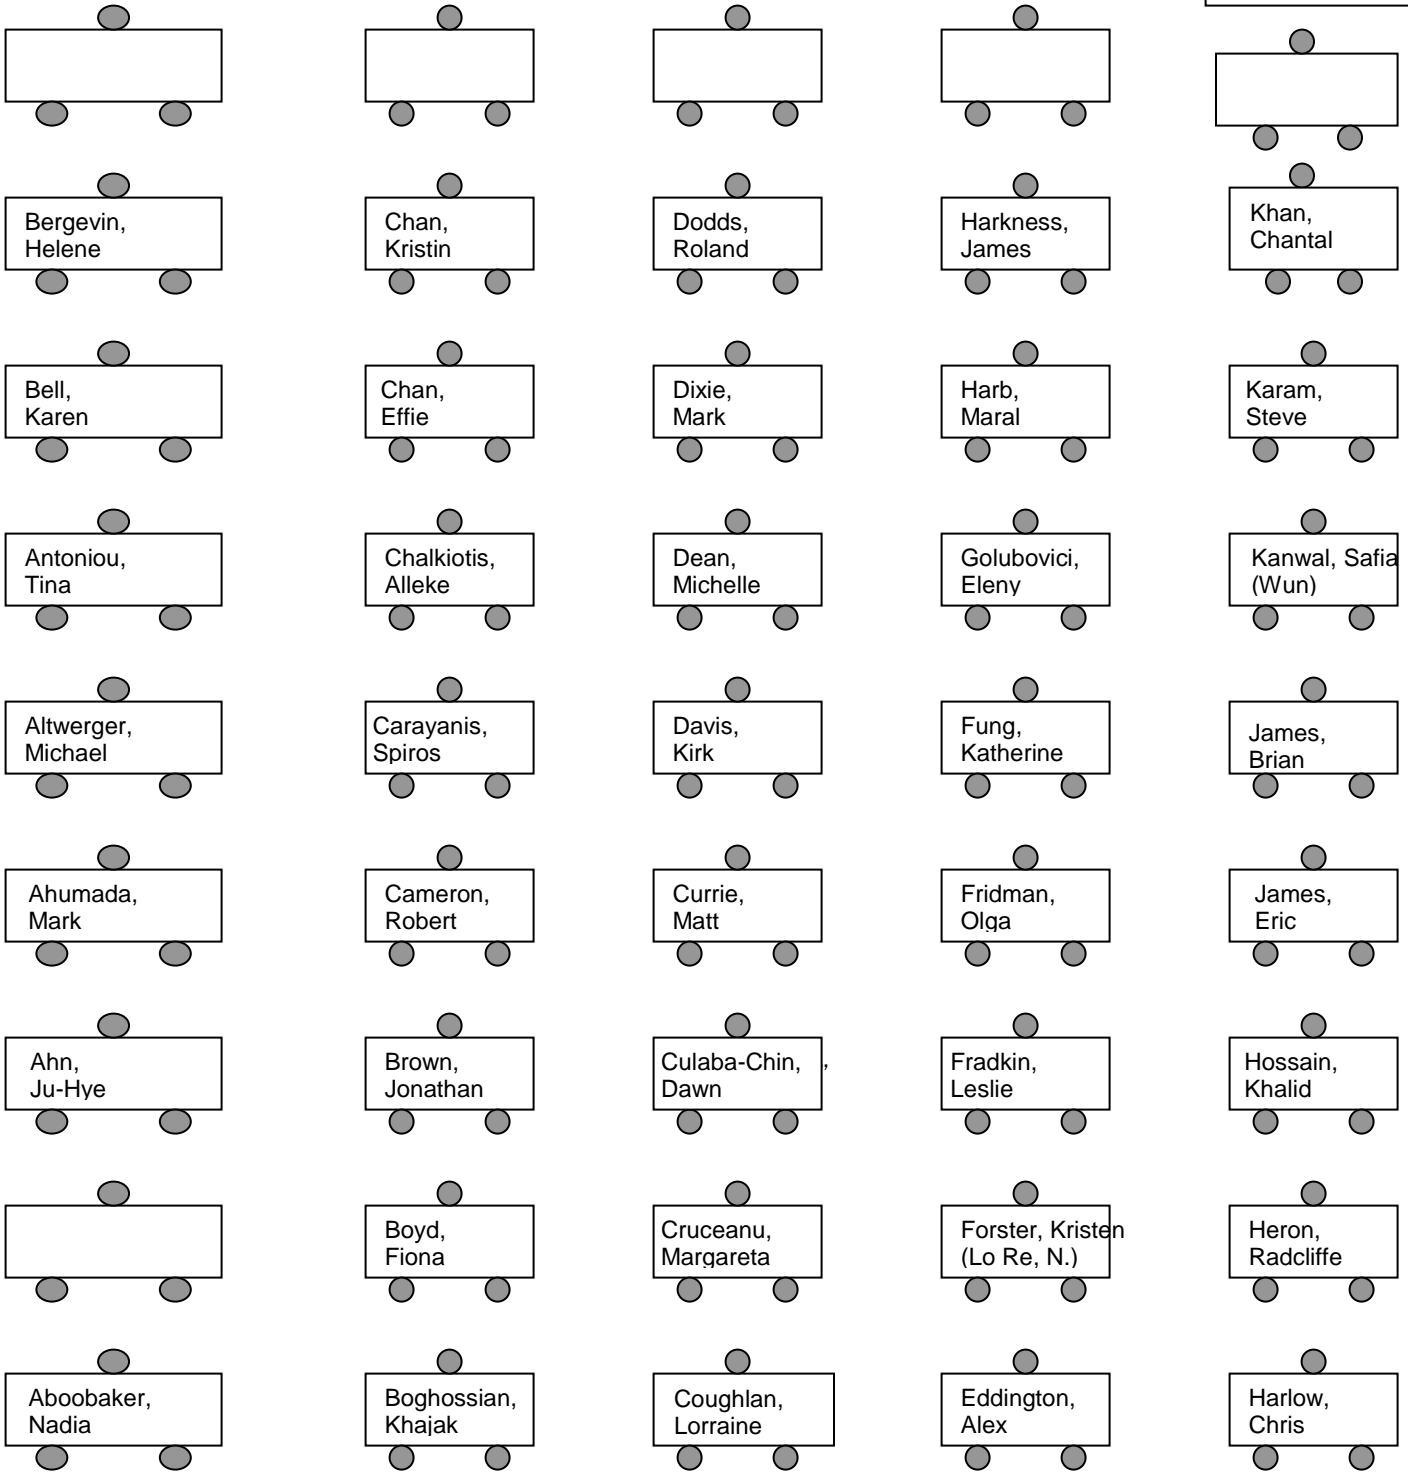 Bergevin,
Helene
Chan,
Kristin
Dodds,
Roland
Harkness,
James
Khan,
Chantal
Bell,
Karen
Chan,
Effie
Dixie,
Mark
Harb,
Maral
Karam,
Steve
Antoniou,
Tina
Chalkiotis,
Alleke
Dean,
Michelle
Golubovici,
Eleny
Kanwal, Safia
(Wun)
Altwerger,
Michael
Carayanis,
Spiros
Davis,
Kirk
Fung,
Katherine
James,
Brian
Ahumada,
Mark
Cameron,
Robert
Currie,
Matt
Fridman,
Olga
James,
Eric
Ahn,
Ju-Hye
Brown,
Jonathan
Culaba-Chin, ,
Dawn
Fradkin,
Leslie
Hossain,
Khalid
Boyd,
Fiona
Cruceanu,
Margareta
Forster, Kristen
(Lo Re, N.)
Heron,
Radcliffe
Aboobaker,
Nadia
Boghossian,
Khajak
Coughlan,
Lorraine
Eddington,
Alex
Harlow,
Chris